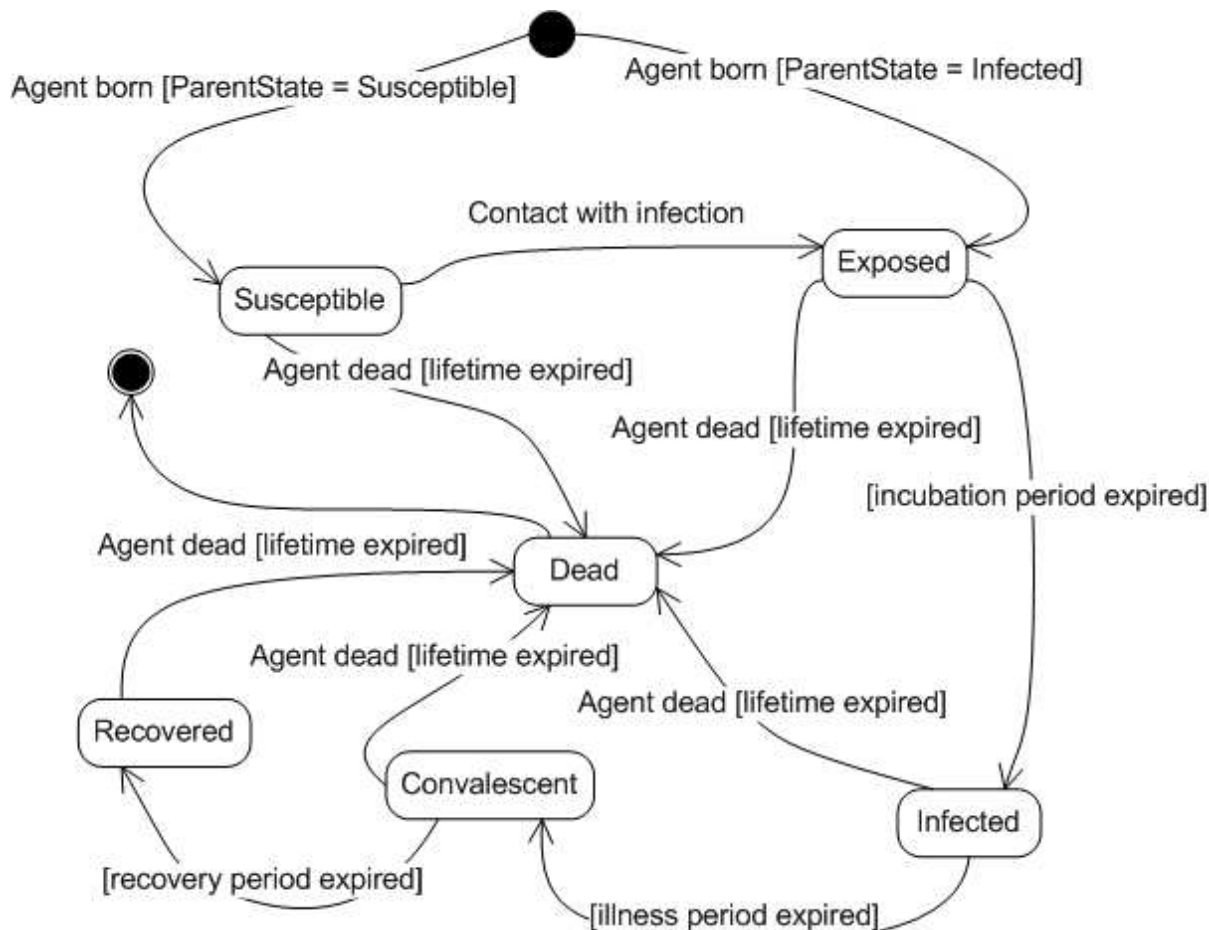 Agent born [ParentState = Susceptible]
Agent born [ParentState = Infected]
Contact with infection
Exposed
Susceptible
Agent dead [lifetime expired]
Agent dead [lifetime expired]
[incubation period expired]
Agent dead [lifetime expired]
Dead
Agent dead [lifetime expired]
Agent dead [lifetime expired]
Recovered
Convalescent
Infected
[recovery period expired]
[illness period expired]